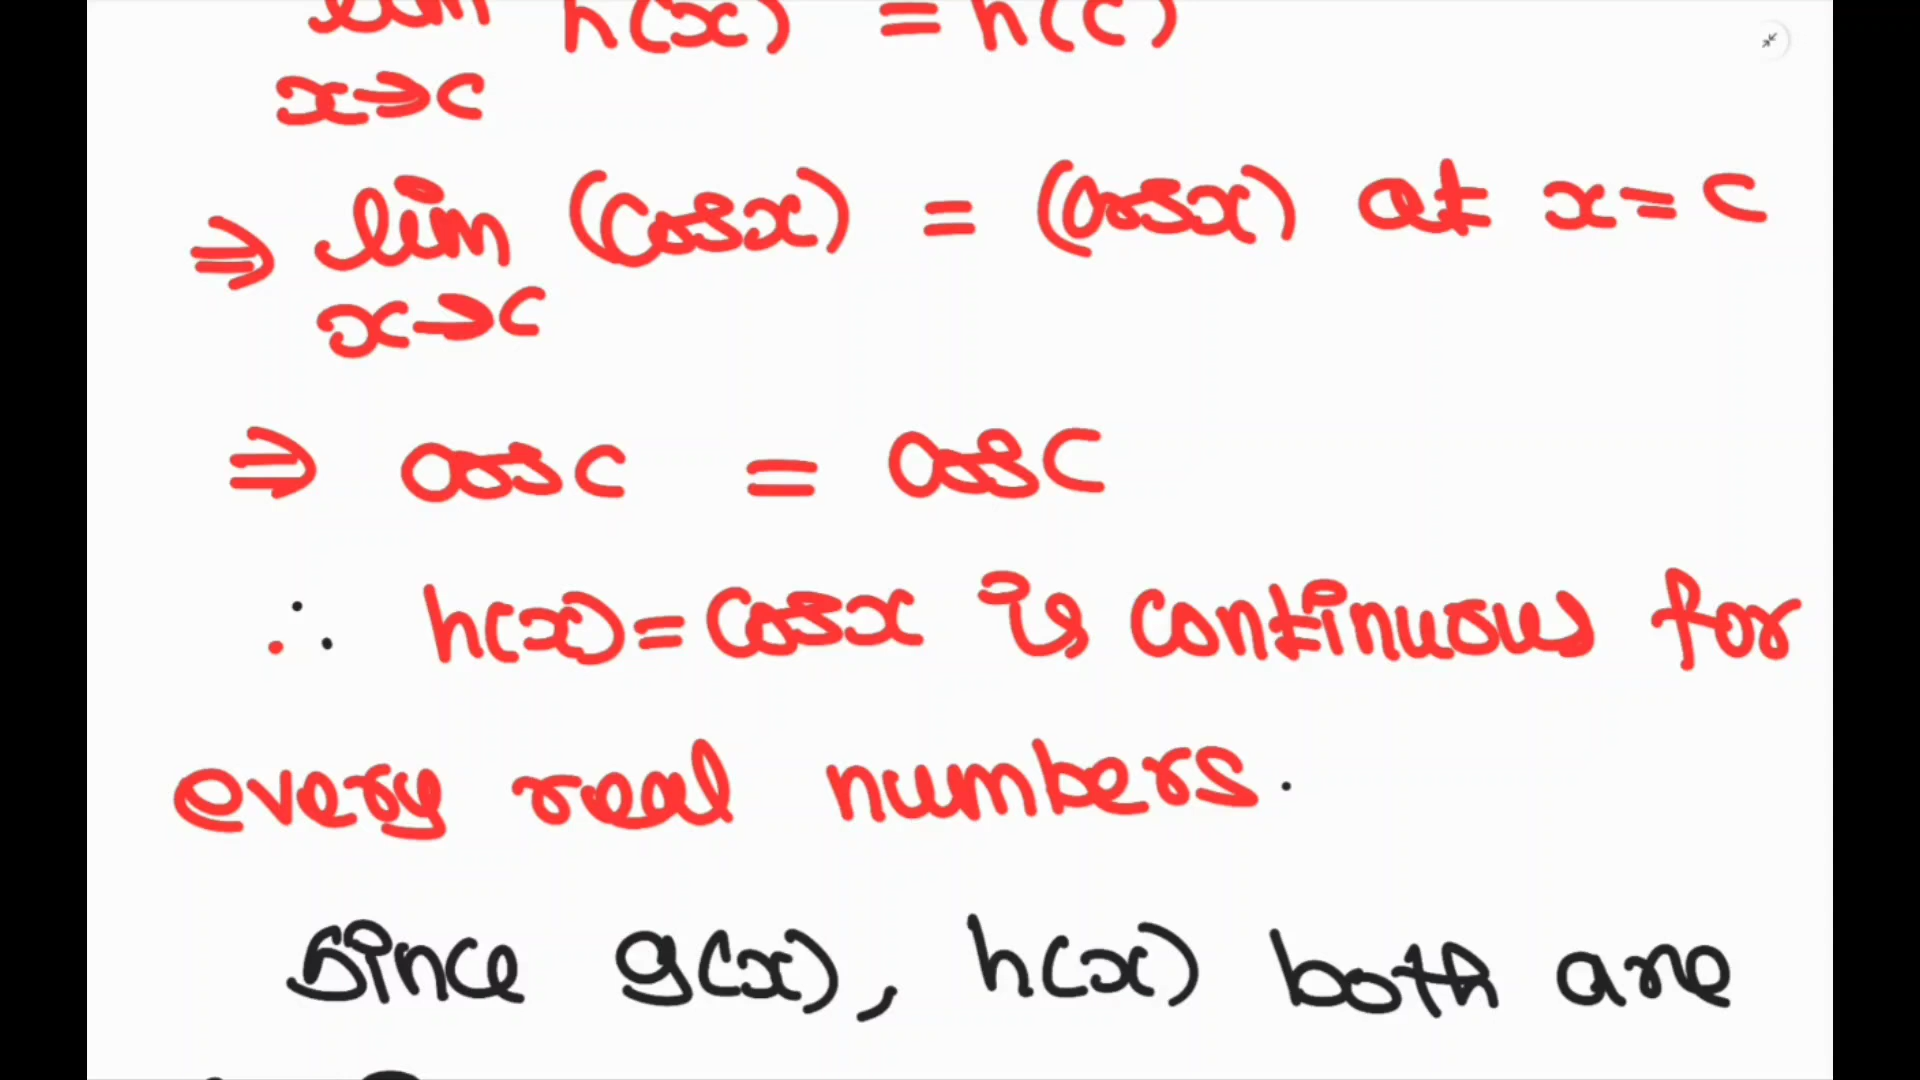 lim h(x) = h(c)
x→c
⇒ lim (cosx) = (cosx) at x=c
x→c
⇒ cosc = cosc
∴ h(x)=cosx is continuous for
every real numbers.
Since g(x), h(x) both are